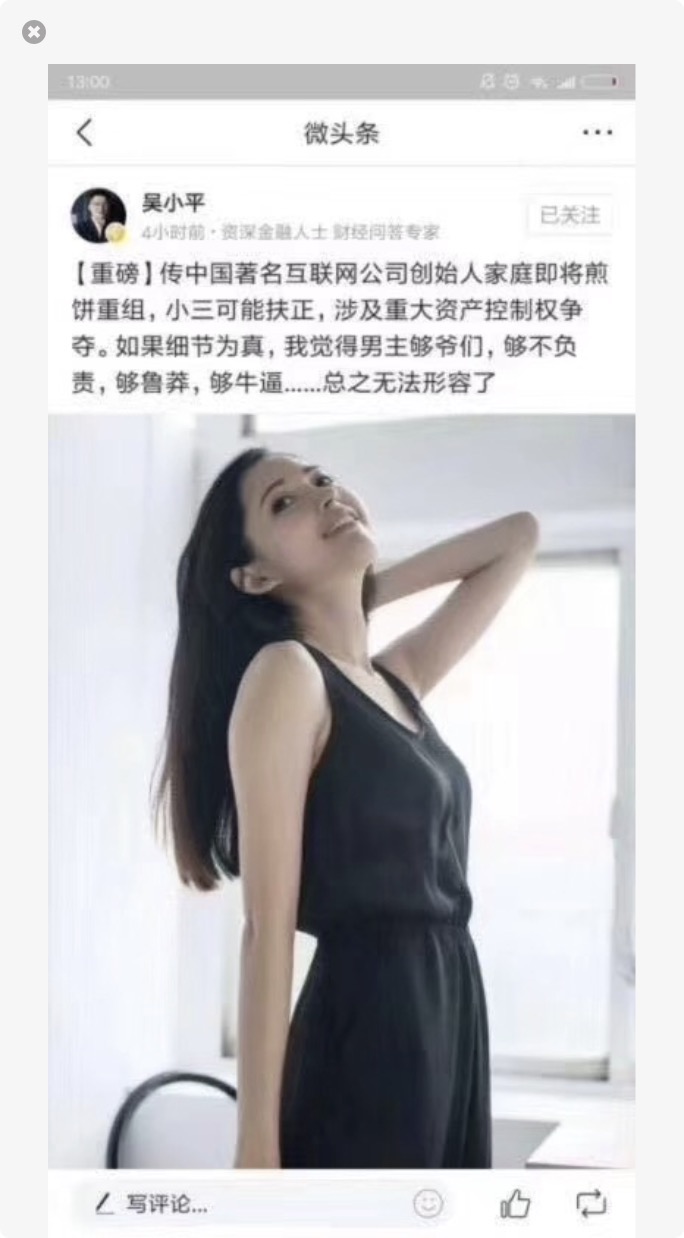 13:00
微头条
吴小平
已关注
4小时前·资深金融人士 财经问答专家
【重磅】传中国著名互联网公司创始人家庭即将煎
饼重组，小三可能扶正，涉及重大资产控制权争
夺。如果细节为真，我觉得男主够爷们，够不负
责，够鲁莽，够牛逼......总之无法形容了
写评论...